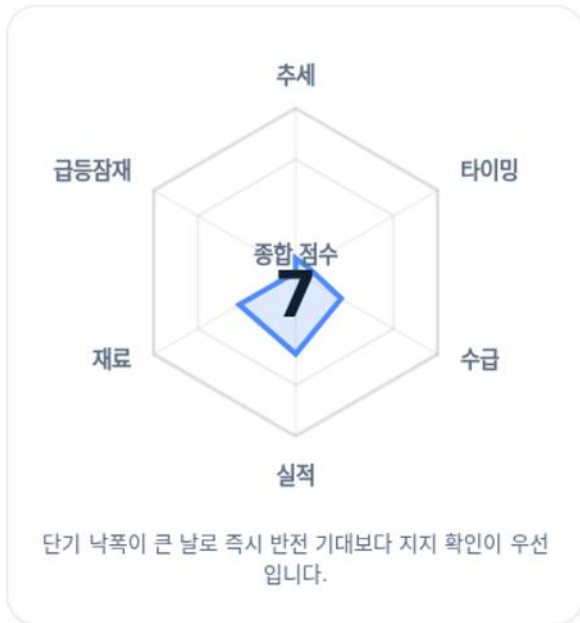 추세
급등잠재
타이밍
종합 점수
7
재료
수급
실적
단기 낙폭이 큰 날로 즉시 반전 기대보다 지지 확인이 우선
입니다.